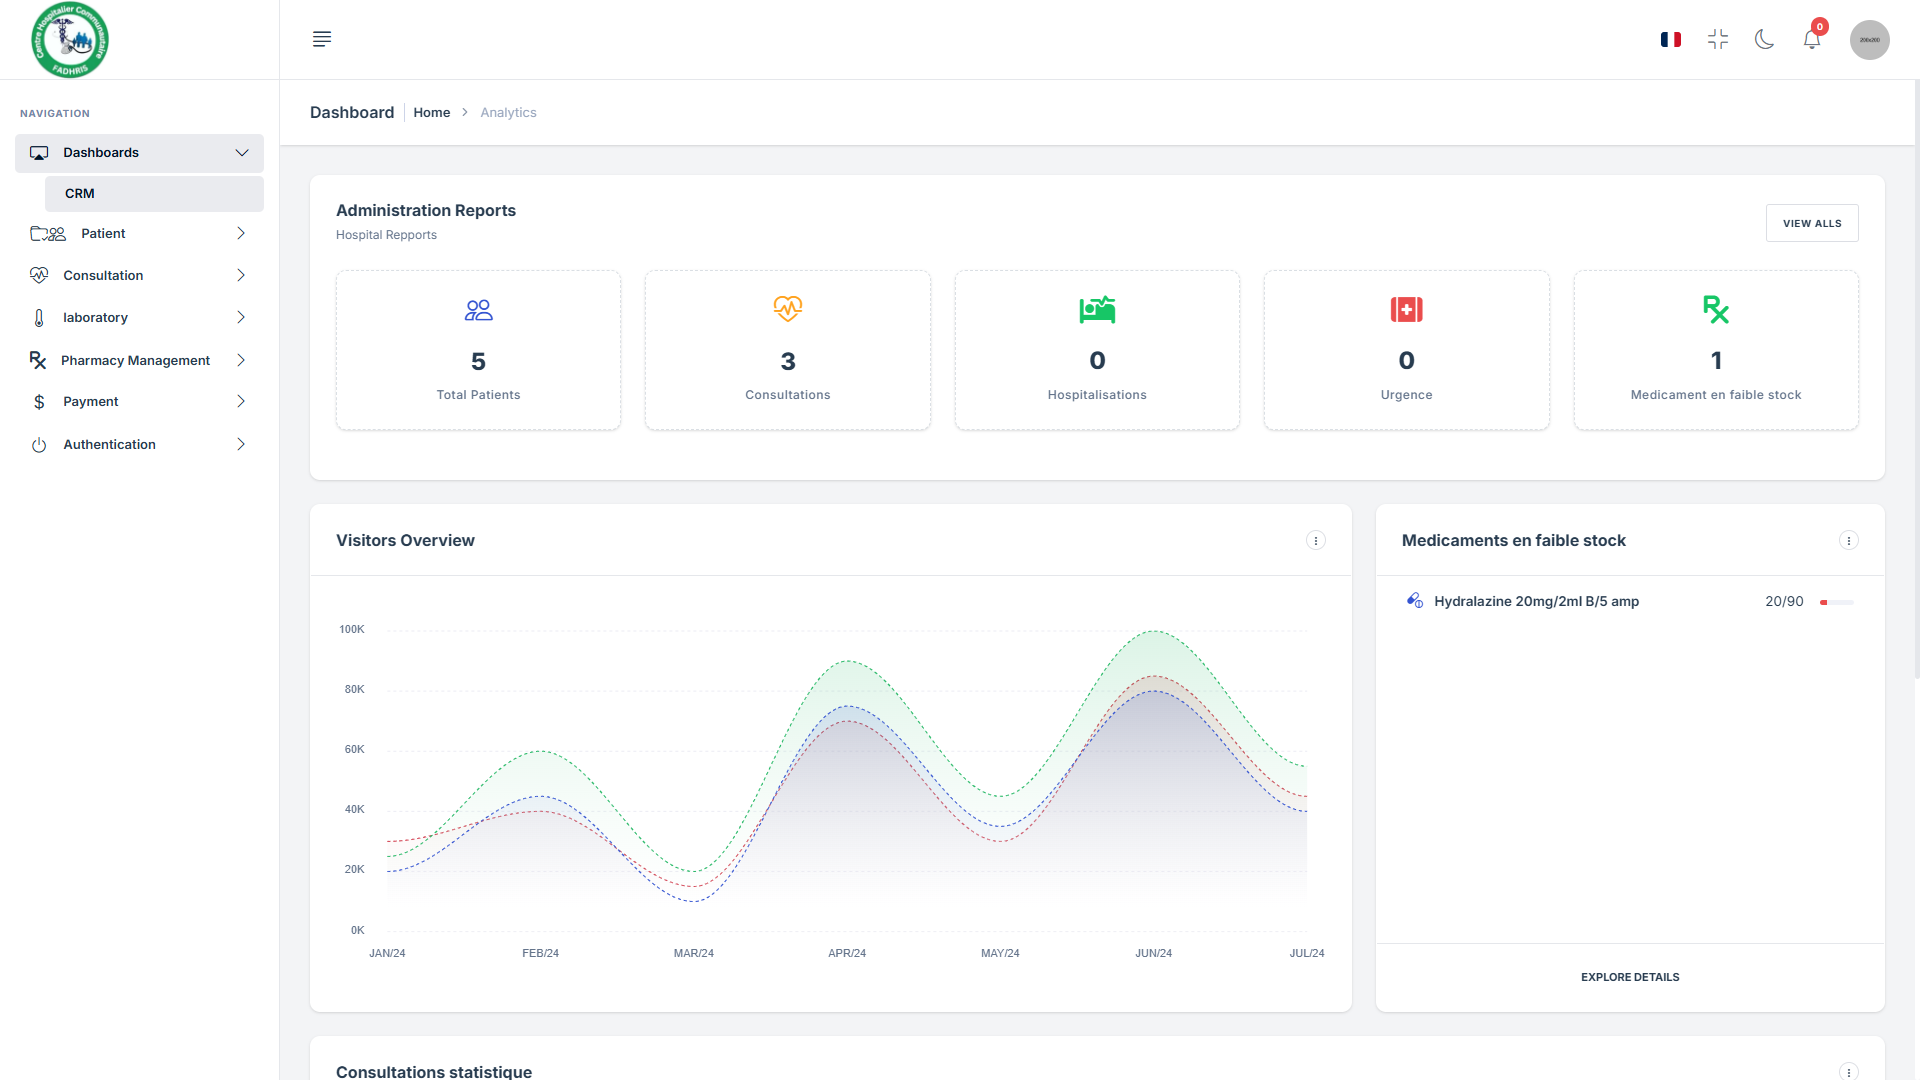 Centre Hospitalier Communautaire
FADHRIS
0
200x200
NAVIGATION
Dashboards
CRM
Patient
Consultation
laboratory
Pharmacy Management
Payment
Authentication
Dashboard
Home
Analytics
Administration Reports
Hospital Repports
VIEW ALLS
5
Total Patients
3
Consultations
0
Hospitalisations
0
Urgence
1
Medicament en faible stock
Visitors Overview
100K
80K
60K
40K
20K
0K
JAN/24 FEB/24 MAR/24 APR/24 MAY/24 JUN/24 JUL/24
Medicaments en faible stock
Hydralazine 20mg/2ml B/5 amp 20/90
EXPLORE DETAILS
Consultations statistique